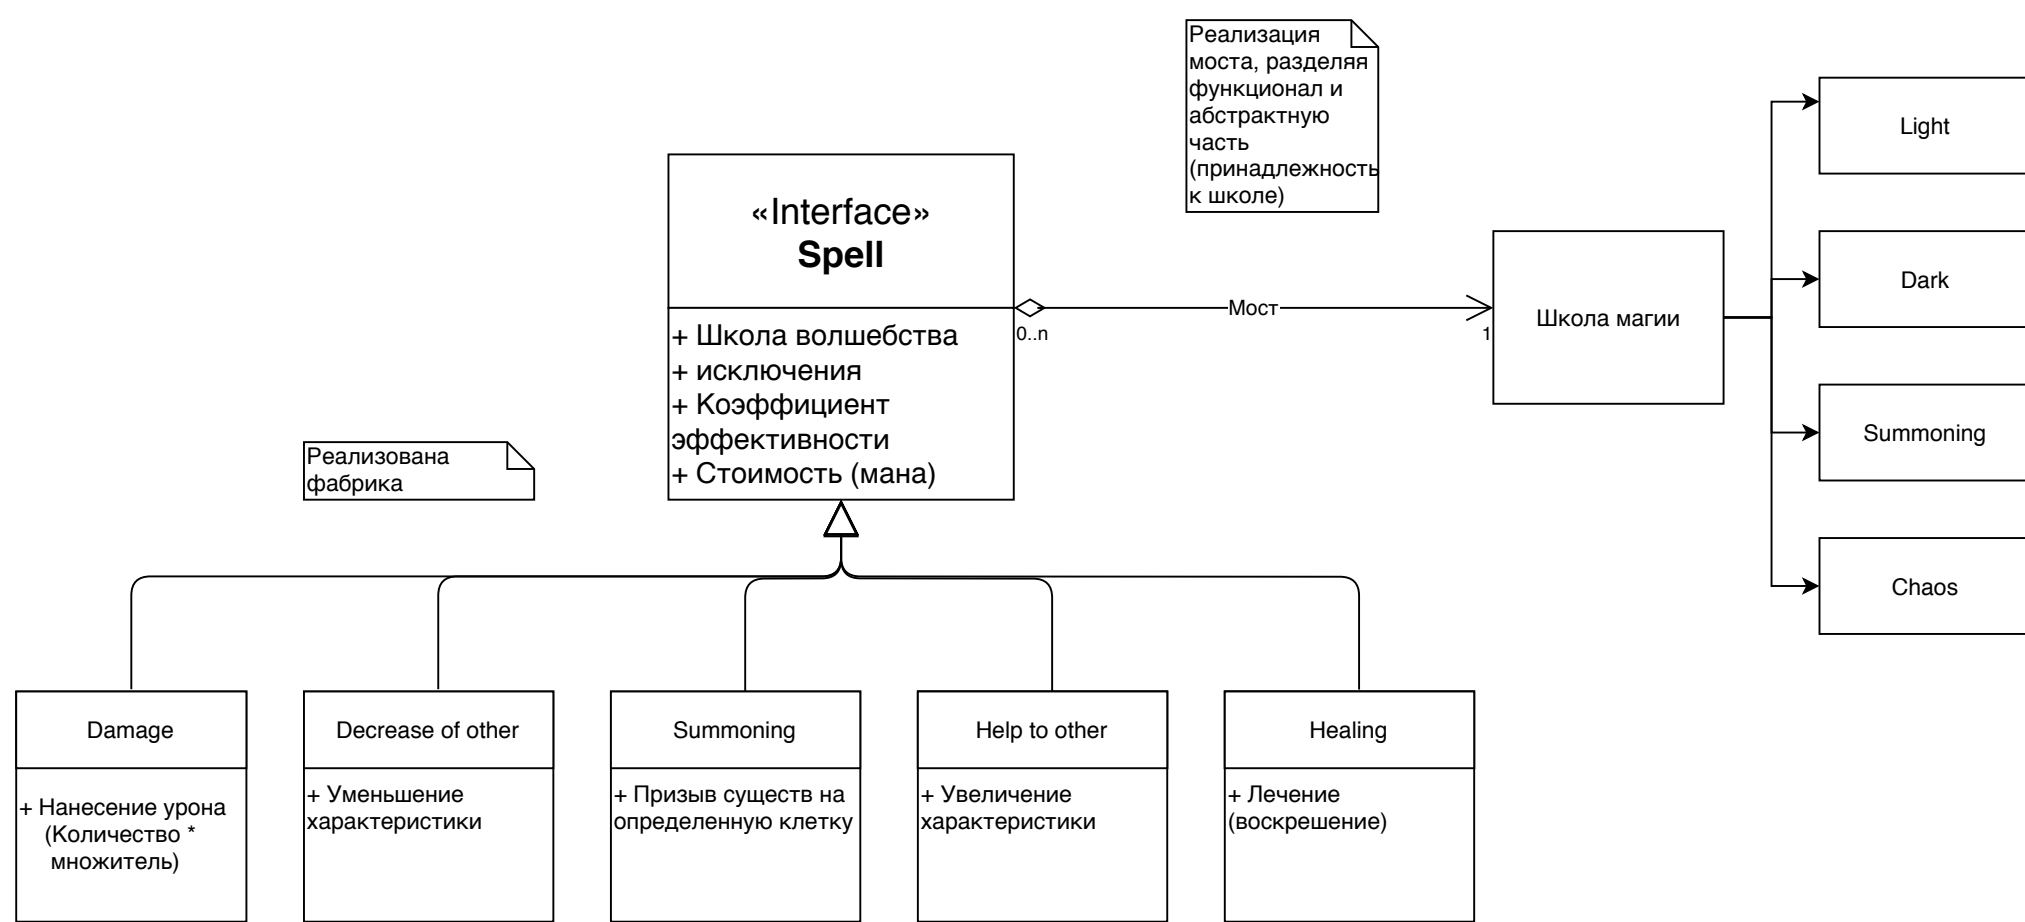 Реализация
моста, разделяя
функционал и
абстрактную
часть
(принадлежность
к школе)
Light
«Interface»
Spell
Dark
Мост
0..n
1
Школа магии
+ Школа волшебства
+ исключения
+ Коэффициент
эффективности
+ Стоимость (мана)
Summoning
Реализована
фабрика
Chaos
Damage
+ Нанесение урона
(Количество *
множитель)
Decrease of other
+ Уменьшение
характеристики
Summoning
+ Призыв существ на
определенную клетку
Help to other
+ Увеличение
характеристики
Healing
+ Лечение
(воскрешение)